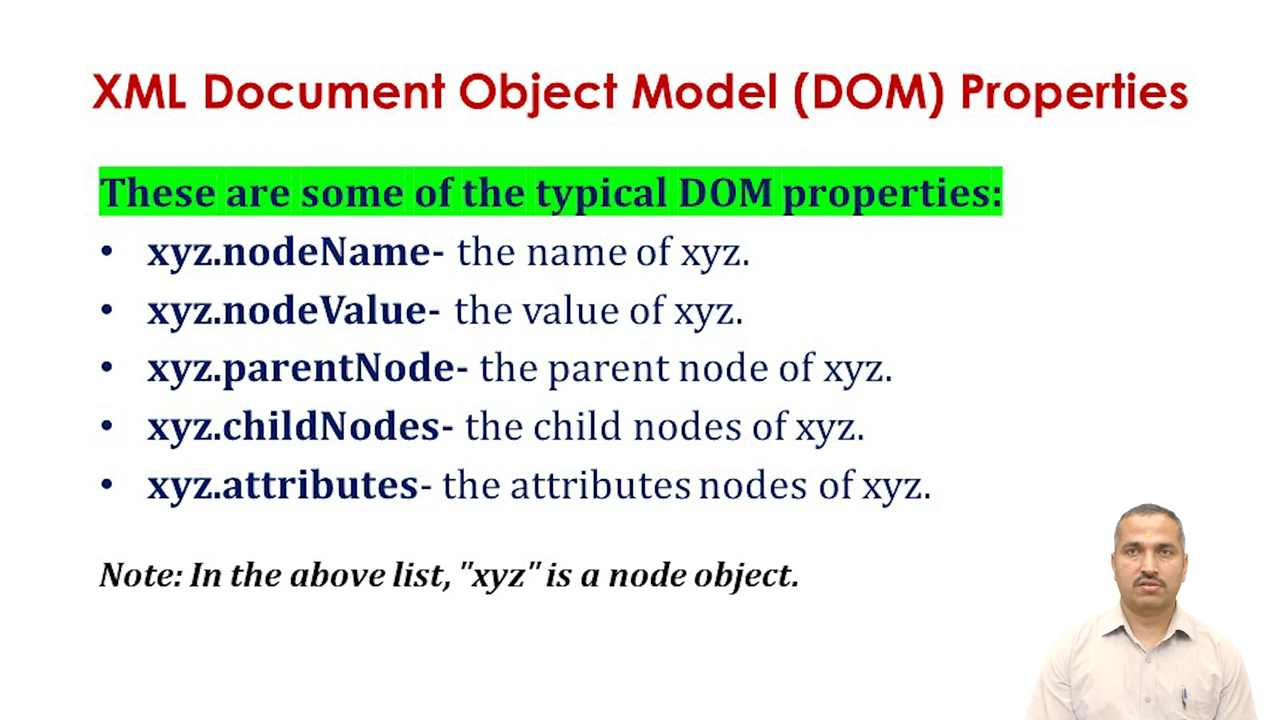 XML Document Object Model (DOM) Properties
These are some of the typical DOM properties:
• xyz.nodeName- the name of xyz.
• xyz.nodeValue- the value of xyz.
• xyz.parentNode- the parent node of xyz.
• xyz.childNodes- the child nodes of xyz.
• xyz.attributes- the attributes nodes of xyz.
Note: In the above list, "xyz" is a node object.